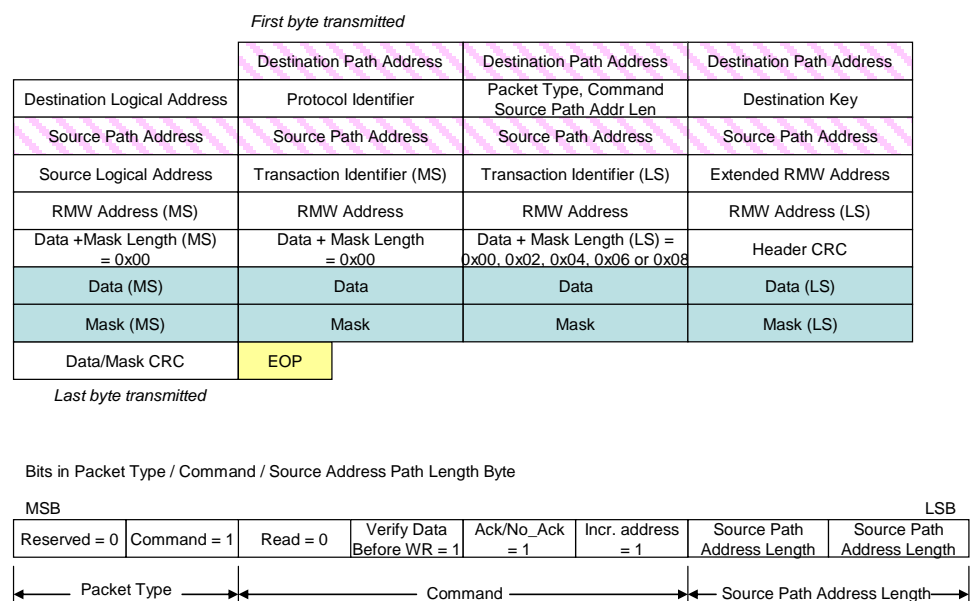 First byte transmitted
Destination Path Address Destination Path Address Destination Path Address
Destination Logical Address Protocol Identifier Packet Type, Command Source Path Addr Len Destination Key
Source Path Address Source Path Address Source Path Address Source Path Address
Source Logical Address Transaction Identifier (MS) Transaction Identifier (LS) Extended RMW Address
RMW Address (MS) RMW Address RMW Address RMW Address (LS)
Data +Mask Length (MS) = 0x00 Data + Mask Length = 0x00 Data + Mask Length (LS) = 0x00, 0x02, 0x04, 0x06 or 0x08 Header CRC
Data (MS) Data Data Data (LS)
Mask (MS) Mask Mask Mask (LS)
Data/Mask CRC EOP
Last byte transmitted
Bits in Packet Type / Command / Source Address Path Length Byte
MSB LSB
Reserved = 0 Command = 1 Read = 0 Verify Data Before WR = 1 Ack/No_Ack = 1 Incr. address = 1 Source Path Address Length Source Path Address Length
Packet Type Command Source Path Address Length